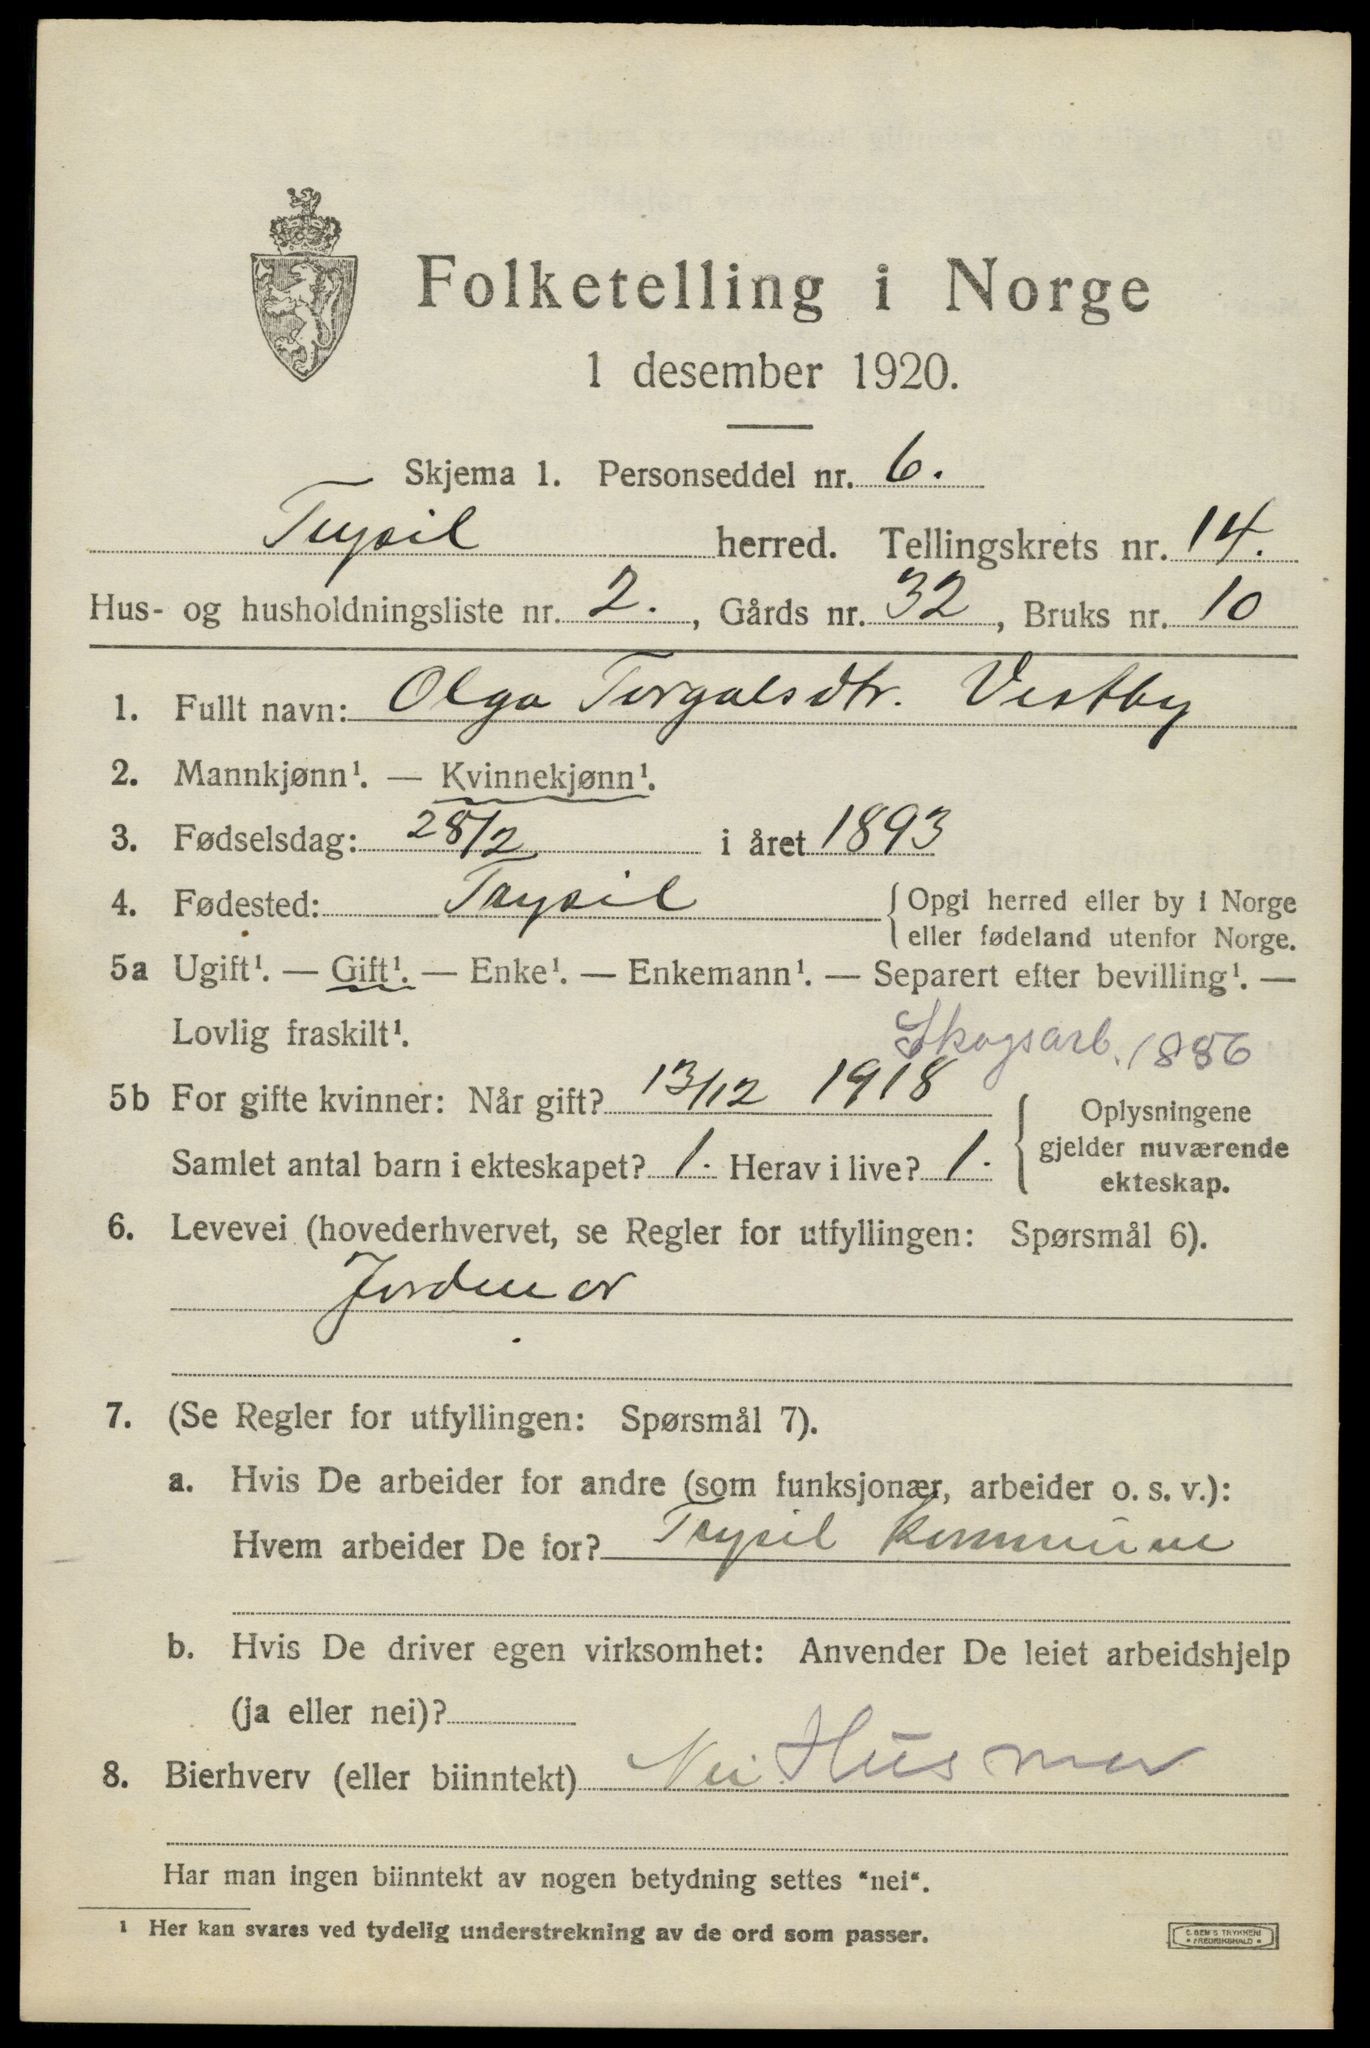 Folketelling i Norge
1 desember 1920.
Skjema 1. Personseddel nr. 6.
Trysil herred. Tellingskrets nr. 14.
Hus- og husholdningsliste nr. 2. , Gårds nr. 32 , Bruks nr. 10
1. Fullt navn: Olga Torgalsdtr. Vestby
2. Mannkjønn¹. — Kvinnekjønn¹.
3. Fødselsdag: 28/2 i året 1893
4. Fødested: Trysil { Opgi herred eller by i Norge
eller fødeland utenfor Norge.
5a Ugift¹. — Gift¹. — Enke¹. — Enkemann¹. — Separert efter bevilling¹. —
Lovlig fraskilt¹. Skogsarb. 1886
5b For gifte kvinner: Når gift? 13/12 1918
Samlet antal barn i ekteskapet? 1. Herav i live? 1.
{ Oplysningene
gjelder nuværende
ekteskap.
6. Levevei (hovederhvervet, se Regler for utfyllingen: Spørsmål 6).
Jordmor
7. (Se Regler for utfyllingen: Spørsmål 7).
a. Hvis De arbeider for andre (som funksjonær, arbeider o. s. v.):
Hvem arbeider De for? Trysil Kommune
b. Hvis De driver egen virksomhet: Anvender De leiet arbeidshjelp
(ja eller nei)?
8. Bierhverv (eller biinntekt) Nei Husmor
Har man ingen biinntekt av nogen betydning settes "nei".
¹ Her kan svares ved tydelig understrekning av de ord som passer.